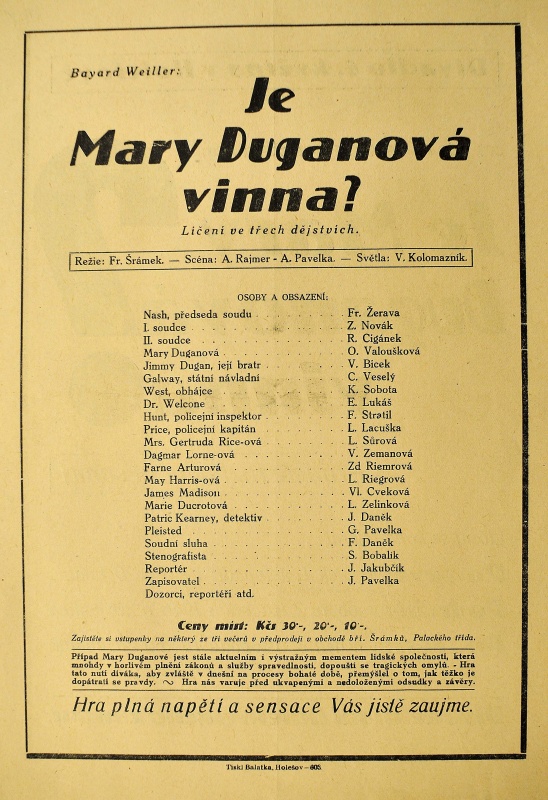 Bayard Weiller:
Je
Mary Duganová
vinna?
Líčení ve třech dějstvích.
Režie: Fr. Šrámek. — Scéna: A. Rajmer - A. Pavelka. — Světla: V. Kolomazník.
OSOBY A OBSAZENÍ:
Nash, předseda soudu . . . . . . . . . Fr. Žerava
I. soudce . . . . . . . . . Z. Novák
II. soudce . . . . . . . . . R. Cigánek
Mary Duganová . . . . . . . . . O. Valoušková
Jimmy Dugan, její bratr . . . . . . . . . V. Bicek
Galway, státní návladní . . . . . . . . . C. Veselý
West, obhájce . . . . . . . . . K. Sobota
Dr. Welcone . . . . . . . . . E. Lukáš
Hunt, policejní inspektor . . . . . . . . . F. Stratil
Price, policejní kapitán . . . . . . . . . L. Lacuška
Mrs. Gertruda Rice-ová . . . . . . . . . L. Sůrová
Dagmar Lorne-ová . . . . . . . . . V. Zemanová
Farne Arturová . . . . . . . . . Zd Riemrová
May Harris-ová . . . . . . . . . L. Riegrová
James Madison . . . . . . . . . Vl. Cveková
Marie Ducrotová . . . . . . . . . L. Zelinková
Patric Kearney, detektiv . . . . . . . . . J. Daněk
Pleisted . . . . . . . . . G. Pavelka
Soudní sluha . . . . . . . . . F. Daněk
Stenografista . . . . . . . . . S. Bobalík
Reportér . . . . . . . . . J. Jakubčík
Zapisovatel . . . . . . . . . J. Pavelka
Dozorci, reportéři atd.
Ceny míst: Kčs 30·-, 20·-, 10·-.
Zajistěte si vstupenky na některý ze tří večerů v předprodeji v obchodě bří. Šrámků, Palackého třída.
Případ Mary Duganové jest stále aktuelním i výstražným mementem lidské společnosti, která
mnohdy v horlivém plnění zákonů a služby spravedlnosti, dopouští se tragických omylů. - Hra
tato nutí diváka, aby zvláště v dnešní na procesy bohaté době, přemýšlel o tom, jak těžko je
dopátrati se pravdy. ~ Hra nás varuje před ukvapenými a nedoloženými odsudky a závěry.
Hra plná napětí a sensace Vás jistě zaujme.
Tiskl Balatka, Holešov—605.